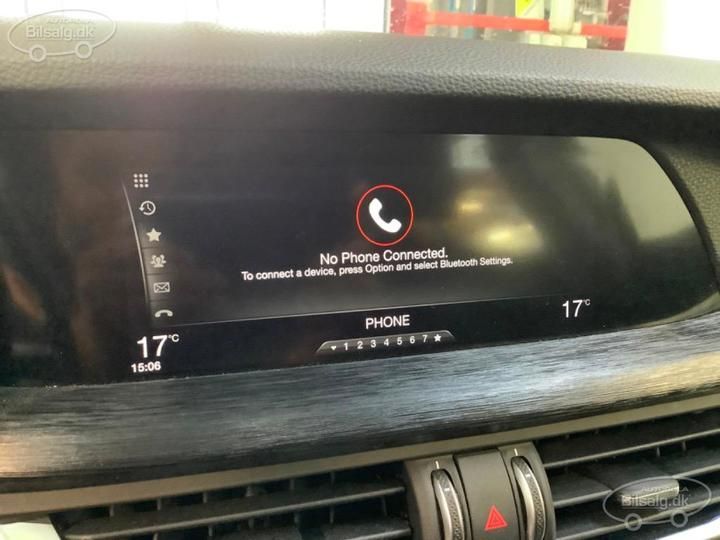 AUTOPARTA
Bilsalg.dk
No Phone Connected.
To connect a device, press Option and select Bluetooth Settings.
PHONE
17°C
17°C
1 2 3 4 5 6 7
15:06
Bilsalg.dk